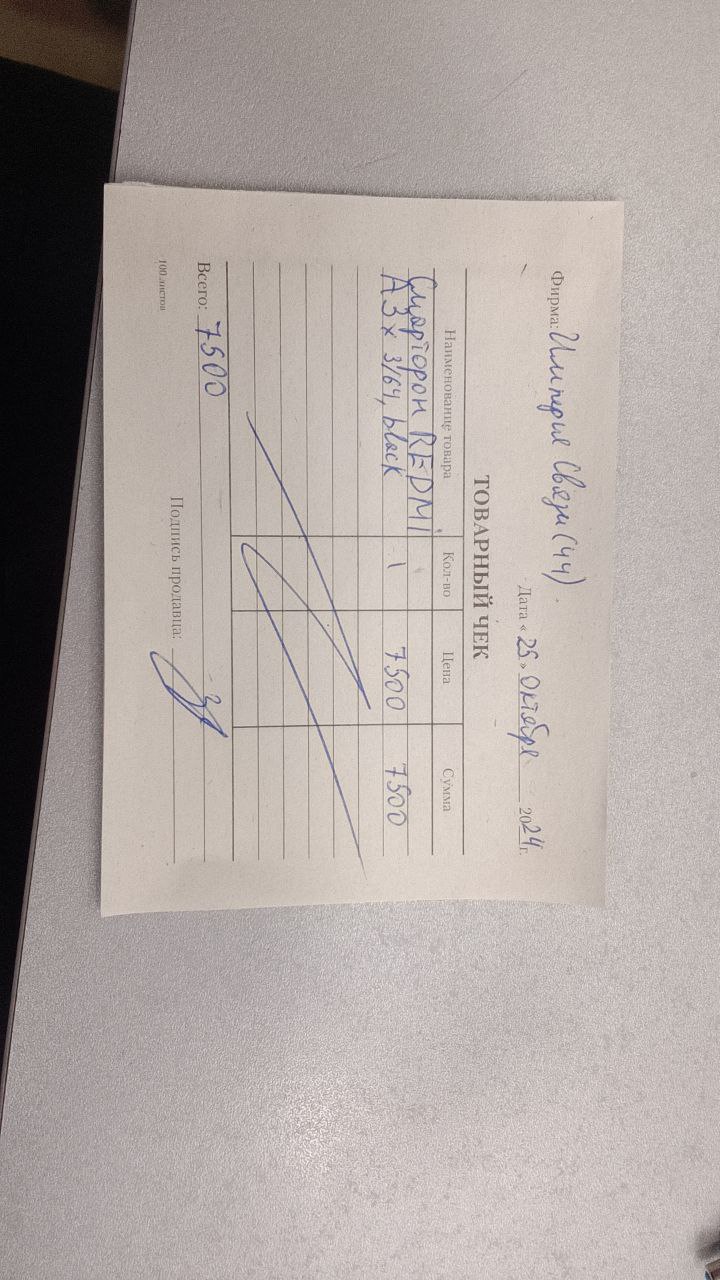 Фирма: Империя Связи (44)
Дата « 25 » Октября 2024 г.
ТОВАРНЫЙ ЧЕК
Наименование товара Кол-во Цена Сумма
Смартфон REDMI
A3x 3/64, black 1 7500 7500
Всего: 7500
Подпись продавца:
100 листов